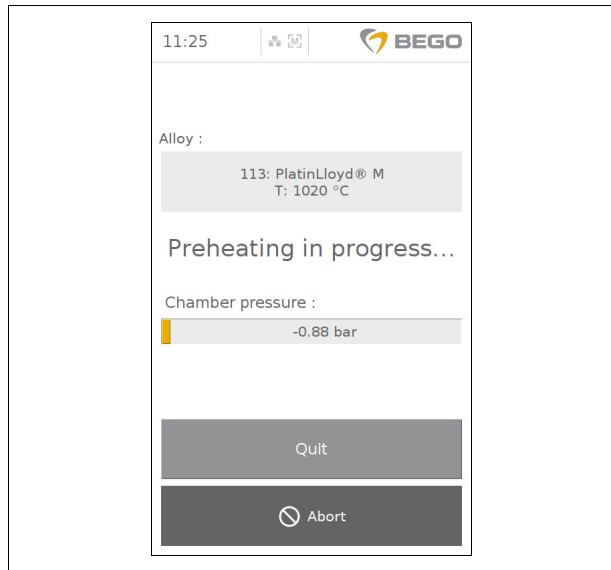 11:25
M
BEGO
Alloy :
113: PlatinLloyd® M
T: 1020 °C
Preheating in progress...
Chamber pressure :
-0.88 bar
Quit
Abort